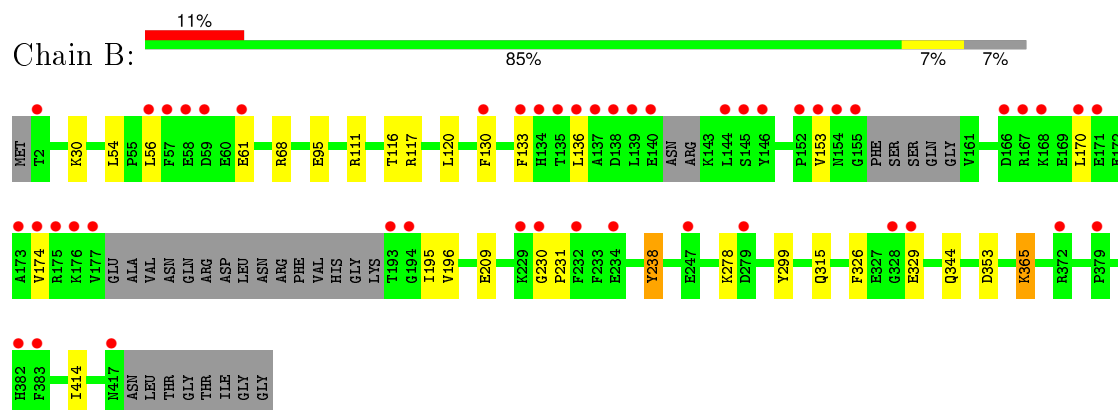 11%
Chain B:
85% 7% 7%
MET T2 K30 L54 P55 L56 F57 E58 D59 E60 E61 R68 E95 R111 T116 R117 L120 F130 F133 H134 T135 L136 A137 D138 L139 E140 ASN ARG K143 L144 S145 Y146 P152 V153 N154 G155 PHE SER SER GLN GLY V161 D166 R167 K168 E169 L170 E171 R172
A173 V174 R175 K176 V177 GLU ALA VAL ASN GLN ARG ASP LEU ASN ARG PHE VAL HIS GLY LYS T193 G194 I195 V196 E209 K229 G230 P231 F232 F233 E234 Y238 E247 K278 D279 Y299 Q315 F326 E327 G328 E329 Q344 D353 K365 R372 P379
H382 F383 I414 N417 ASN LEU THR GLY THR ILE GLY GLY